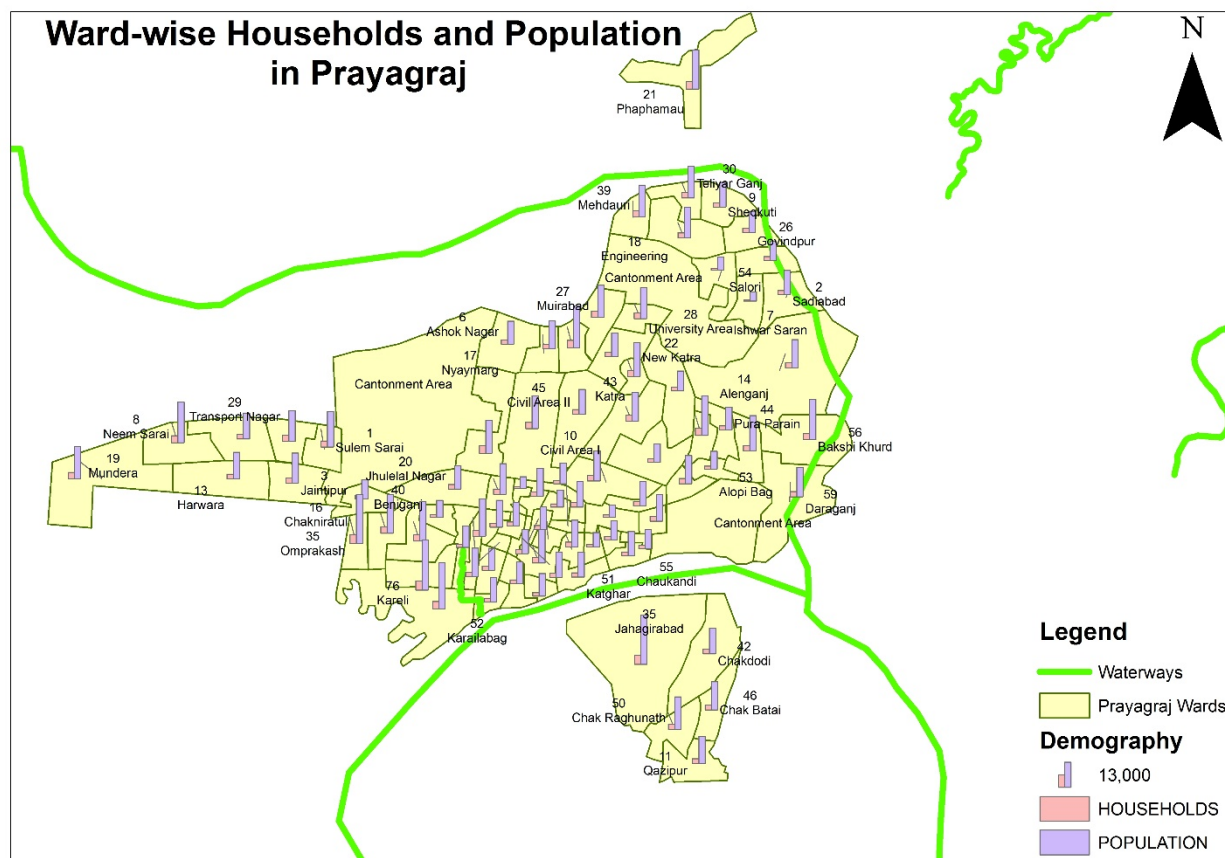 Ward-wise Households and Population
in Prayagraj
N
21
Phaphamau
30
Teliyar Ganj
39
Mehdauri
9
Sheqkuti
26
Govindpur
18
Engineering
Cantonment Area
54
Salori
2
Sadiabad
27
Muirabad
6
Ashok Nagar
28
University Area
7
Ishwar Saran
22
New Katra
17
Nyaymarg
Cantonment Area
45
Civil Area II
43
Katra
14
Alenganj
44
Pura Parain
56
Bakshi Khurd
29
Transport Nagar
8
Neem Sarai
1
Sulem Sarai
10
Civil Area I
19
Mundera
20
Jhulelal Nagar
13
Harwara
3
Jaintipur
40
Beniganj
53
Alopi Bag
59
Daraganj
16
Chakniratul
35
Omprakash
Cantonment Area
55
Chaukandi
51
Katghar
76
Kareli
52
Karailabag
35
Jahagirabad
42
Chakdodi
46
Chak Batai
50
Chak Raghunath
11
Qazipur
Legend
Waterways
Prayagraj Wards
Demography
13,000
HOUSEHOLDS
POPULATION